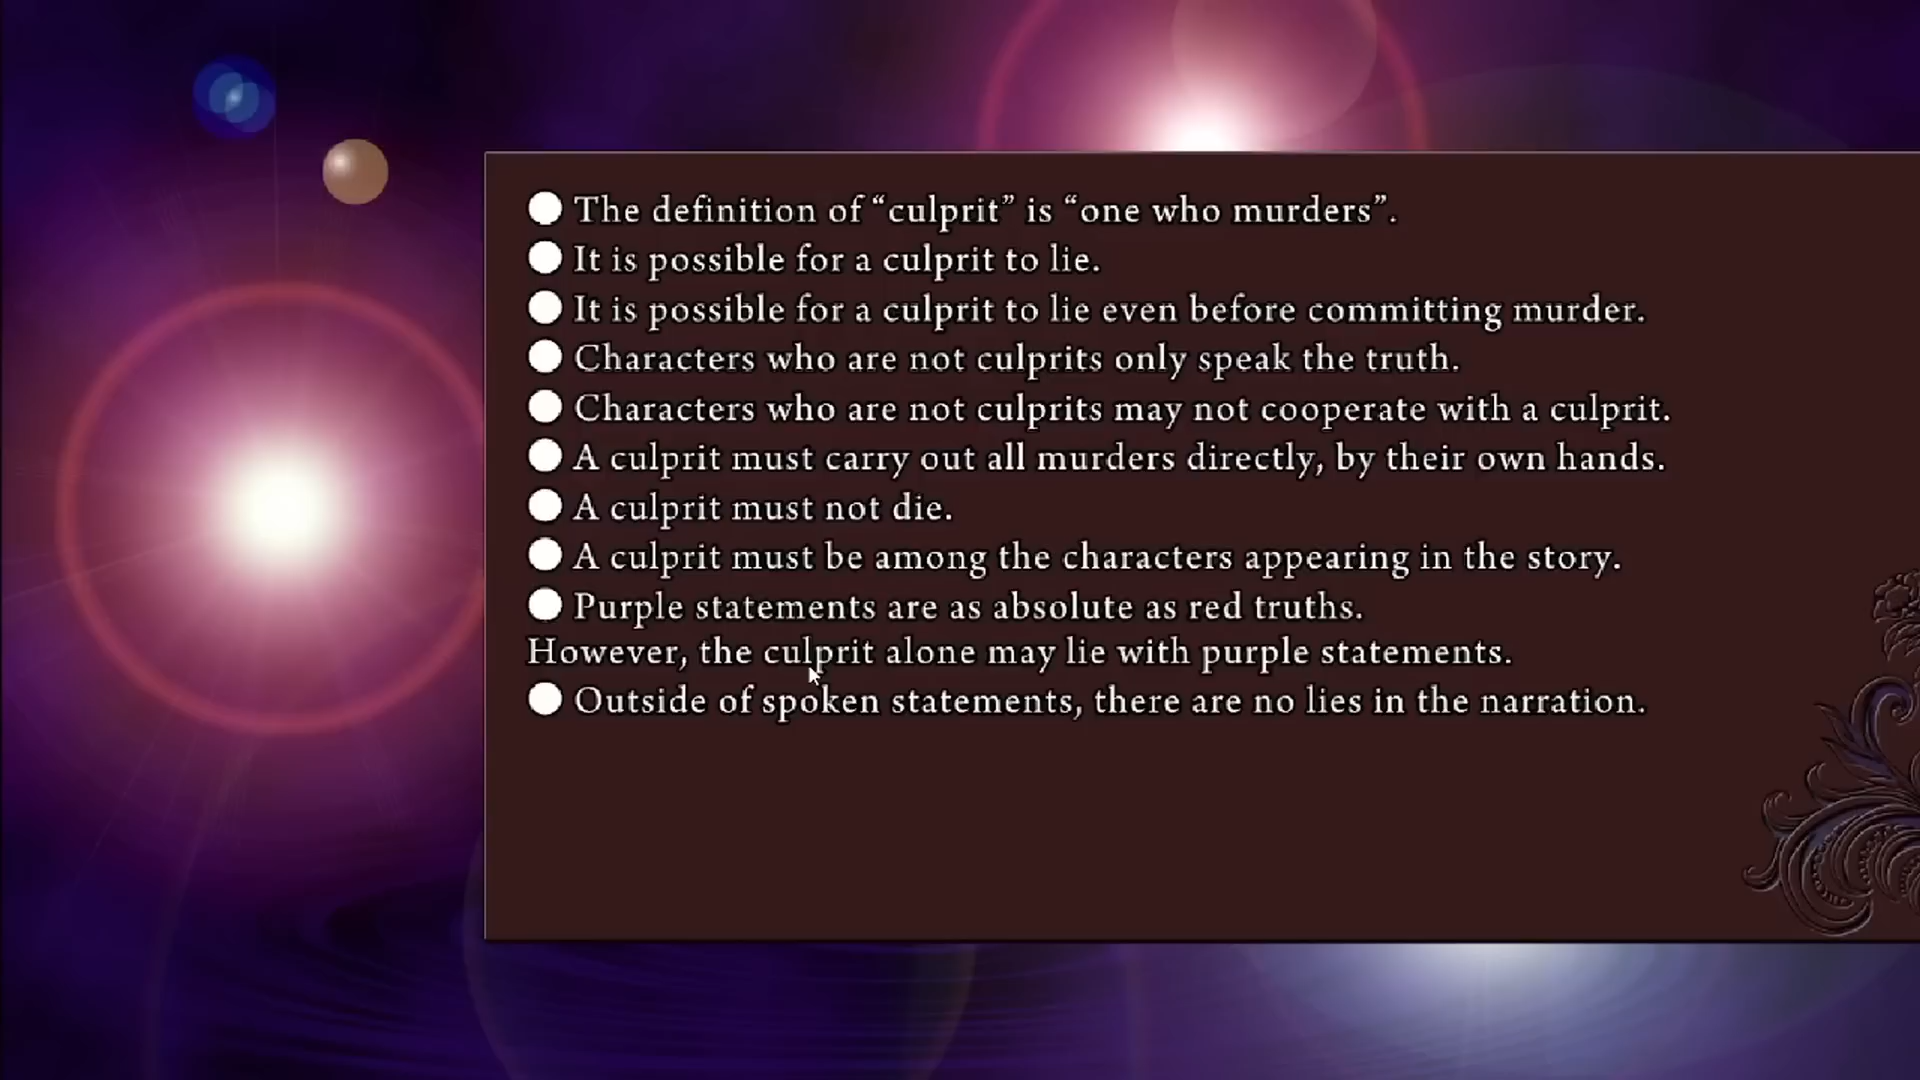 ● The definition of “culprit” is “one who murders”.
● It is possible for a culprit to lie.
● It is possible for a culprit to lie even before committing murder.
● Characters who are not culprits only speak the truth.
● Characters who are not culprits may not cooperate with a culprit.
● A culprit must carry out all murders directly, by their own hands.
● A culprit must not die.
● A culprit must be among the characters appearing in the story.
● Purple statements are as absolute as red truths.
However, the culprit alone may lie with purple statements.
● Outside of spoken statements, there are no lies in the narration.